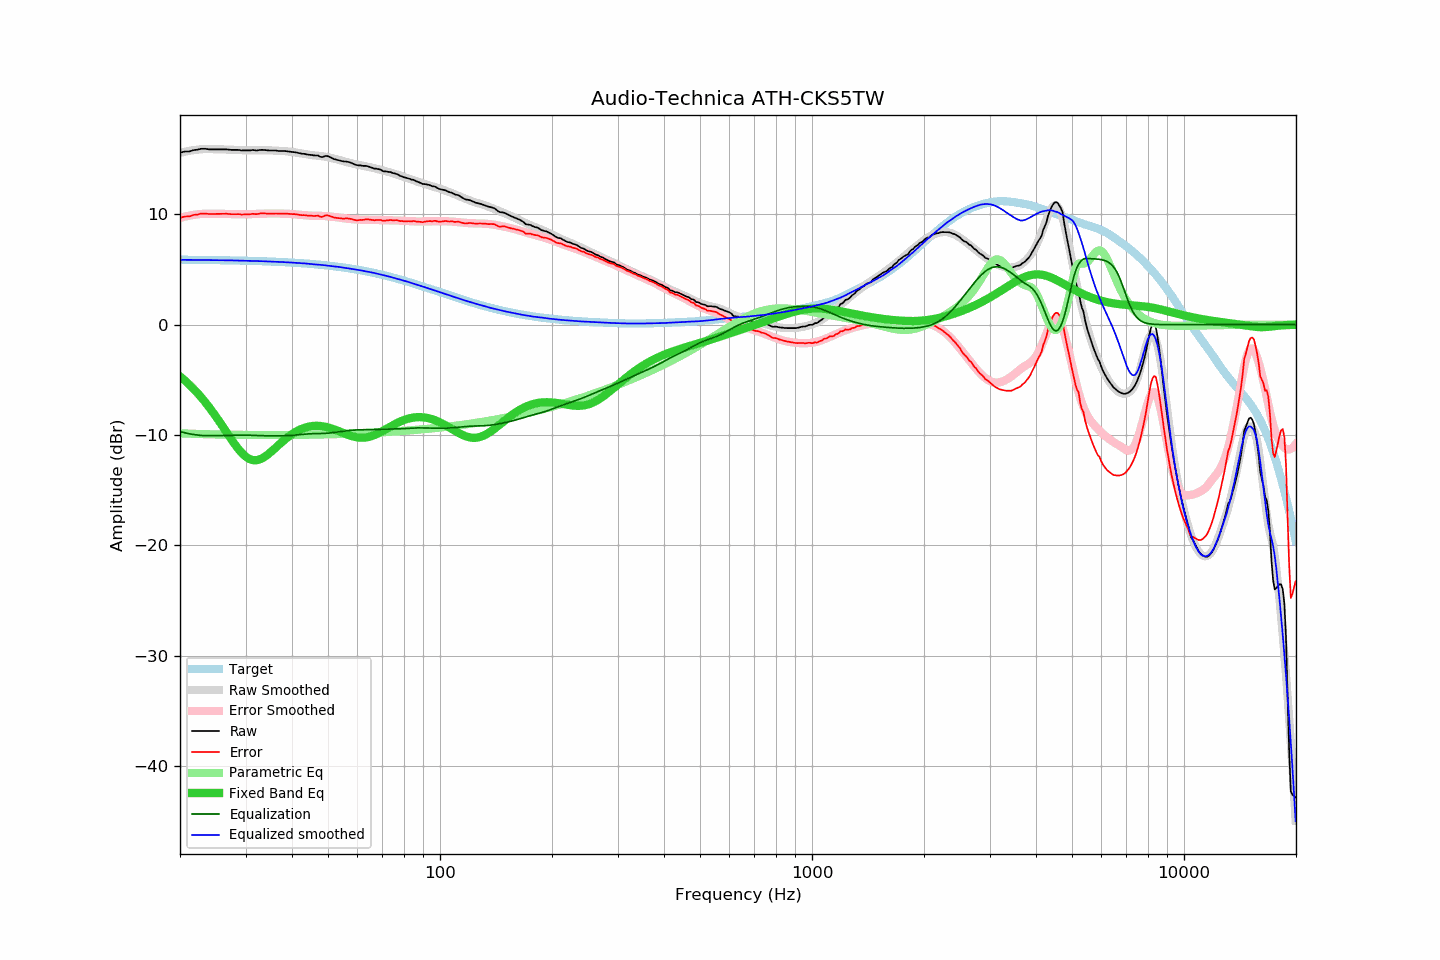 Audio-Technica ATH-CKS5TW
10
0
−10
−20
−30
−40
Amplitude (dBr)
Target
Raw Smoothed
Error Smoothed
Raw
Error
Parametric Eq
Fixed Band Eq
Equalization
Equalized smoothed
100
1000
10000
Frequency (Hz)